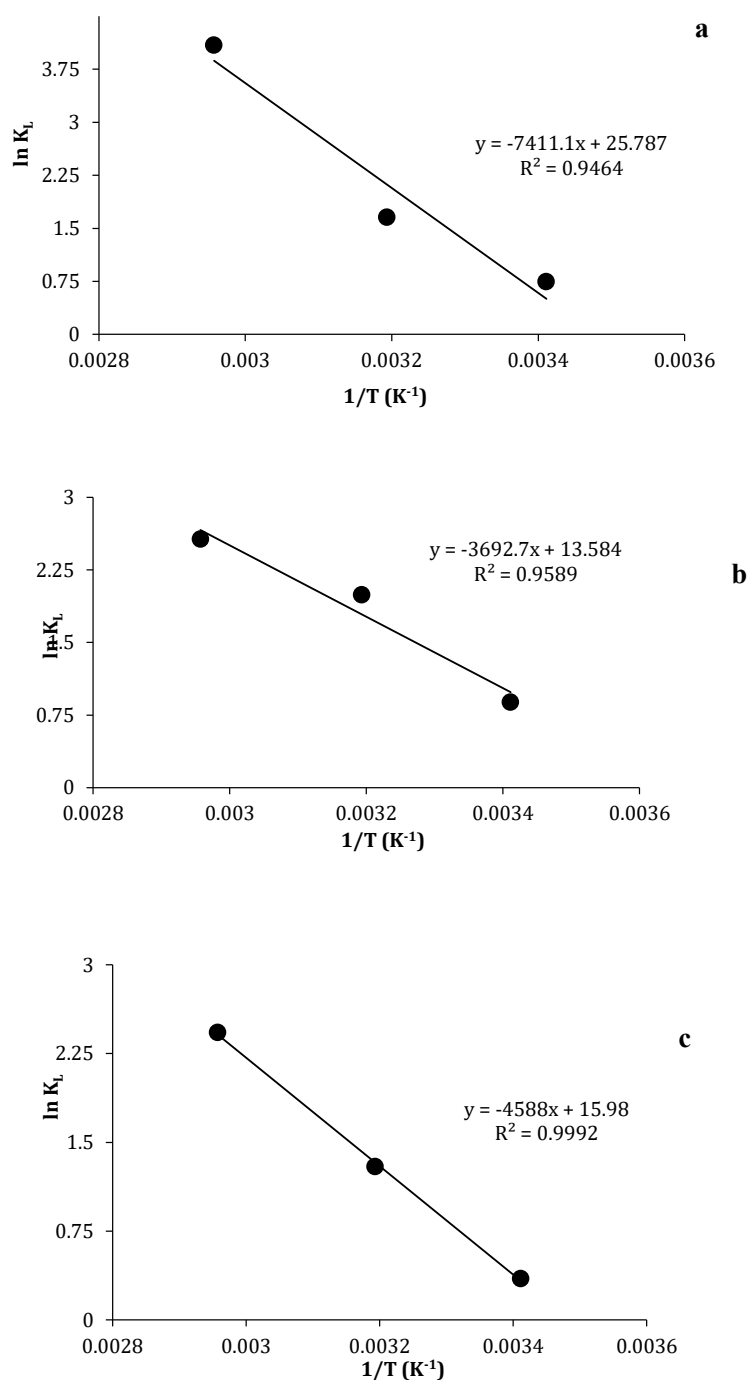 a
3.75
3
2.25
1.5
0.75
0
ln K_L
y = -7411.1x + 25.787
R² = 0.9464
0.0028 0.003 0.0032 0.0034 0.0036
1/T (K⁻¹)
3
2.25
1.5
0.75
0
ln K_L
y = -3692.7x + 13.584
R² = 0.9589
b
0.0028 0.003 0.0032 0.0034 0.0036
1/T (K⁻¹)
3
2.25
1.5
0.75
0
ln K_L
c
y = -4588x + 15.98
R² = 0.9992
0.0028 0.003 0.0032 0.0034 0.0036
1/T (K⁻¹)